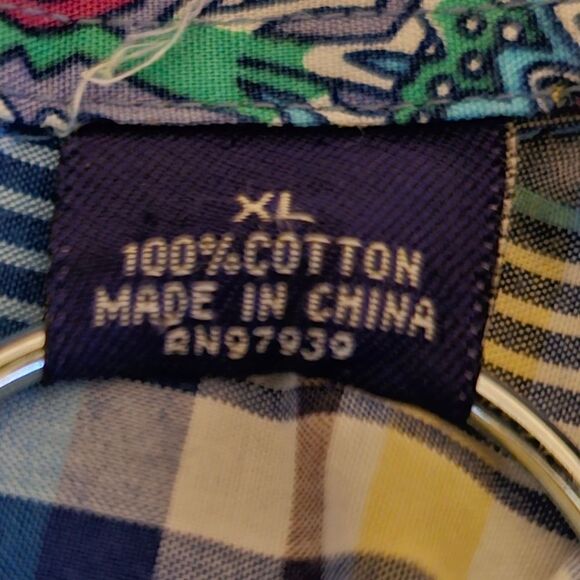 XL
100% COTTON
MADE IN CHINA
RN97939